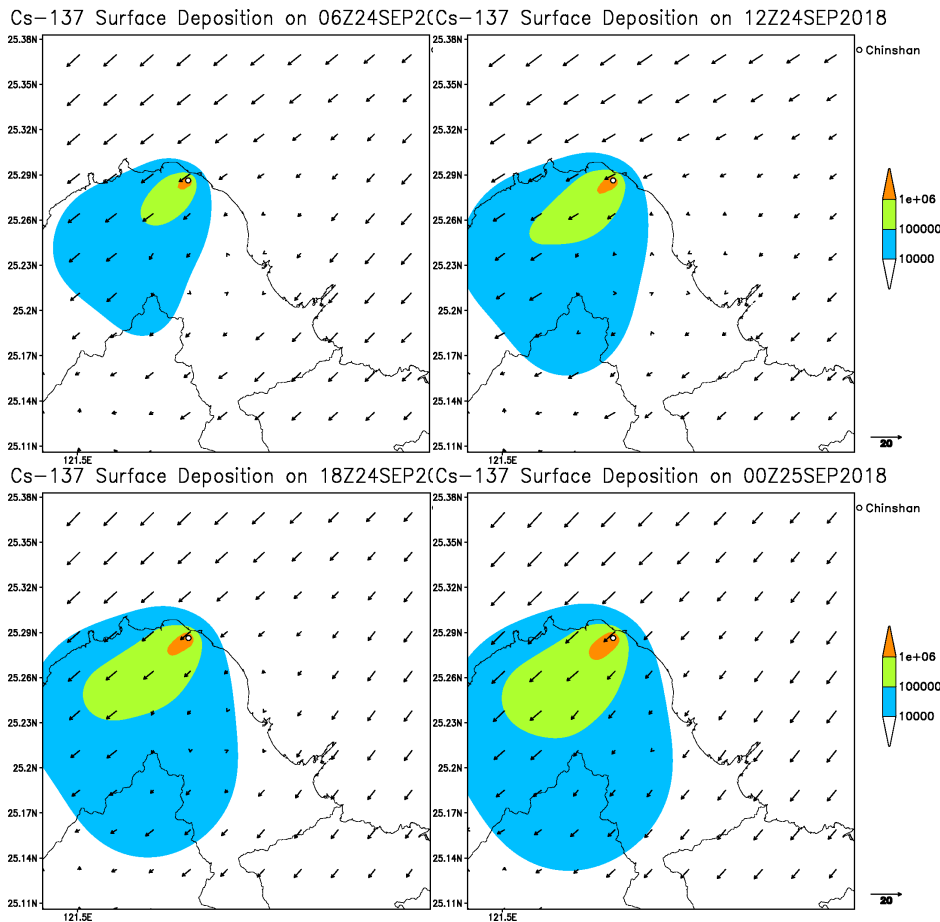 Cs-137 Surface Deposition on 06Z24SEP20
Cs-137 Surface Deposition on 12Z24SEP2018
25.38N
25.35N
25.32N
25.29N
25.26N
25.23N
25.2N
25.17N
25.14N
25.11N
121.5E
25.38N
25.35N
25.32N
25.29N
25.26N
25.23N
25.2N
25.17N
25.14N
25.11N
121.5E
Chinshan
1e+06
100000
10000
20
Cs-137 Surface Deposition on 18Z24SEP20
Cs-137 Surface Deposition on 00Z25SEP2018
25.38N
25.35N
25.32N
25.29N
25.26N
25.23N
25.2N
25.17N
25.14N
25.11N
121.5E
25.38N
25.35N
25.32N
25.29N
25.26N
25.23N
25.2N
25.17N
25.14N
25.11N
121.5E
Chinshan
1e+06
100000
10000
20